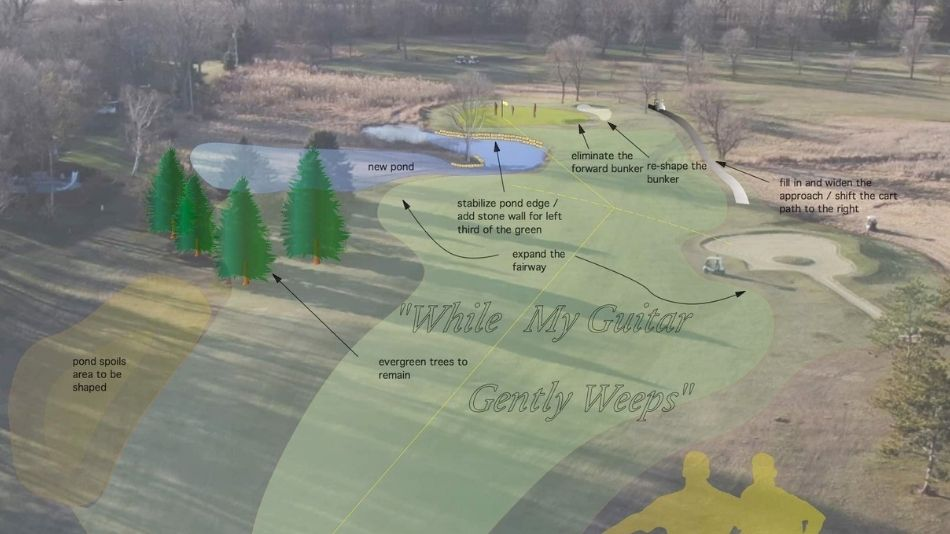 new pond
eliminate the
forward bunker
re-shape the
bunker
fill in and widen the
approach / shift the cart
path to the right
stabilize pond edge /
add stone wall for left
third of the green
expand the
fairway
"While My Guitar
Gently Weeps"
evergreen trees to
remain
pond spoils
area to be
shaped